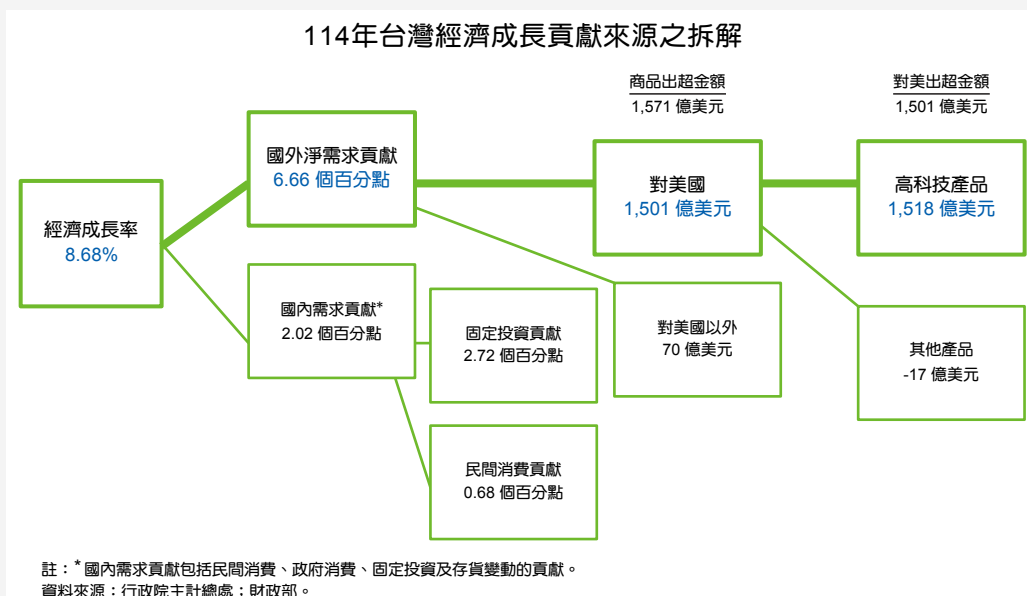 114年台灣經濟成長貢獻來源之拆解
商品出超金額
1,571 億美元
對美出超金額
1,501 億美元
經濟成長率
8.68%
國外淨需求貢獻
6.66 個百分點
對美國
1,501 億美元
高科技產品
1,518 億美元
國內需求貢獻*
2.02 個百分點
固定投資貢獻
2.72 個百分點
對美國以外
70 億美元
其他產品
-17 億美元
民間消費貢獻
0.68 個百分點
註：*國內需求貢獻包括民間消費、政府消費、固定投資及存貨變動的貢獻。
資料來源：行政院主計總處；財政部。